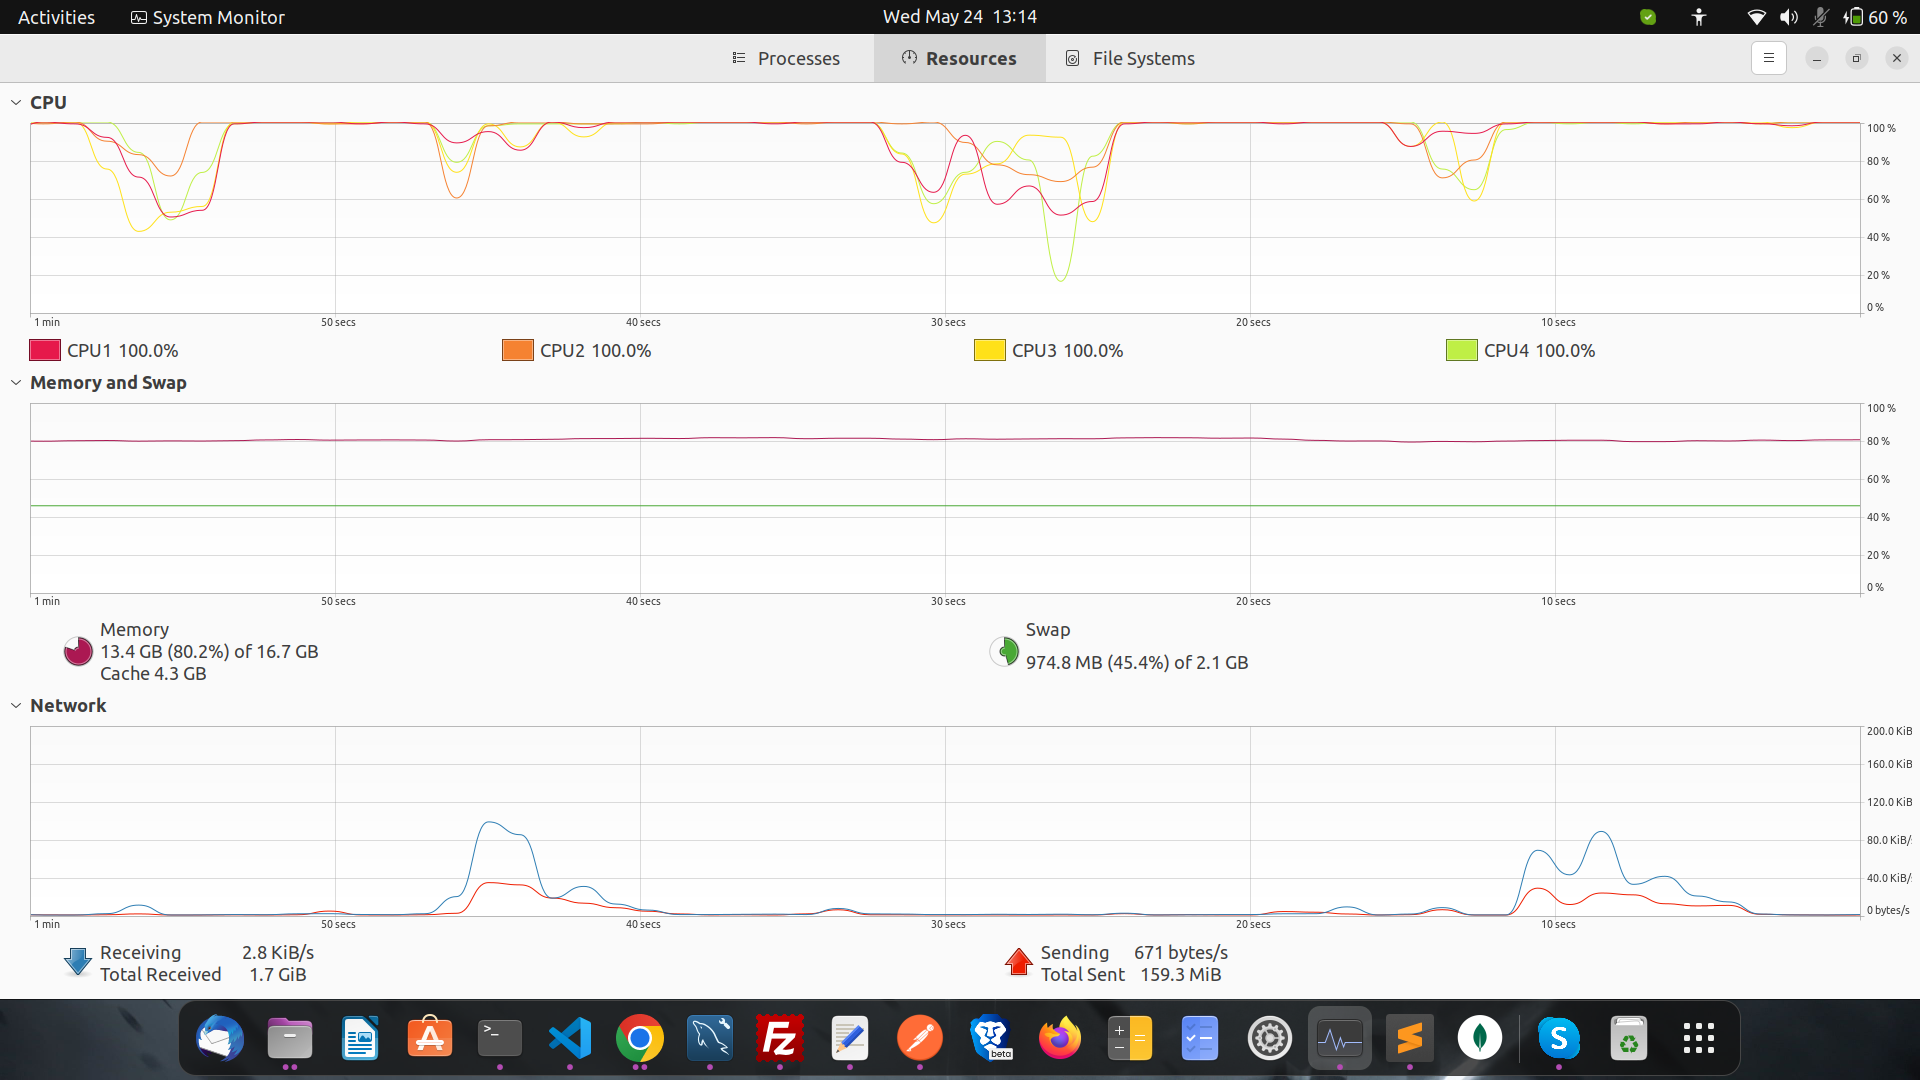 Activities System Monitor Wed May 24 13:14 60 %
Processes Resources File Systems
CPU
100 %
80 %
60 %
40 %
20 %
0 %
1 min 50 secs 40 secs 30 secs 20 secs 10 secs
CPU1 100.0% CPU2 100.0% CPU3 100.0% CPU4 100.0%
Memory and Swap
100 %
80 %
60 %
40 %
20 %
0 %
1 min 50 secs 40 secs 30 secs 20 secs 10 secs
Memory
13.4 GB (80.2%) of 16.7 GB
Cache 4.3 GB
Swap
974.8 MB (45.4%) of 2.1 GB
Network
200.0 KiB
160.0 KiB
120.0 KiB
80.0 KiB/
40.0 KiB/
0 bytes/s
1 min 50 secs 40 secs 30 secs 20 secs 10 secs
Receiving 2.8 KiB/s
Total Received 1.7 GiB
Sending 671 bytes/s
Total Sent 159.3 MiB
>_
A
Fz
beta
S